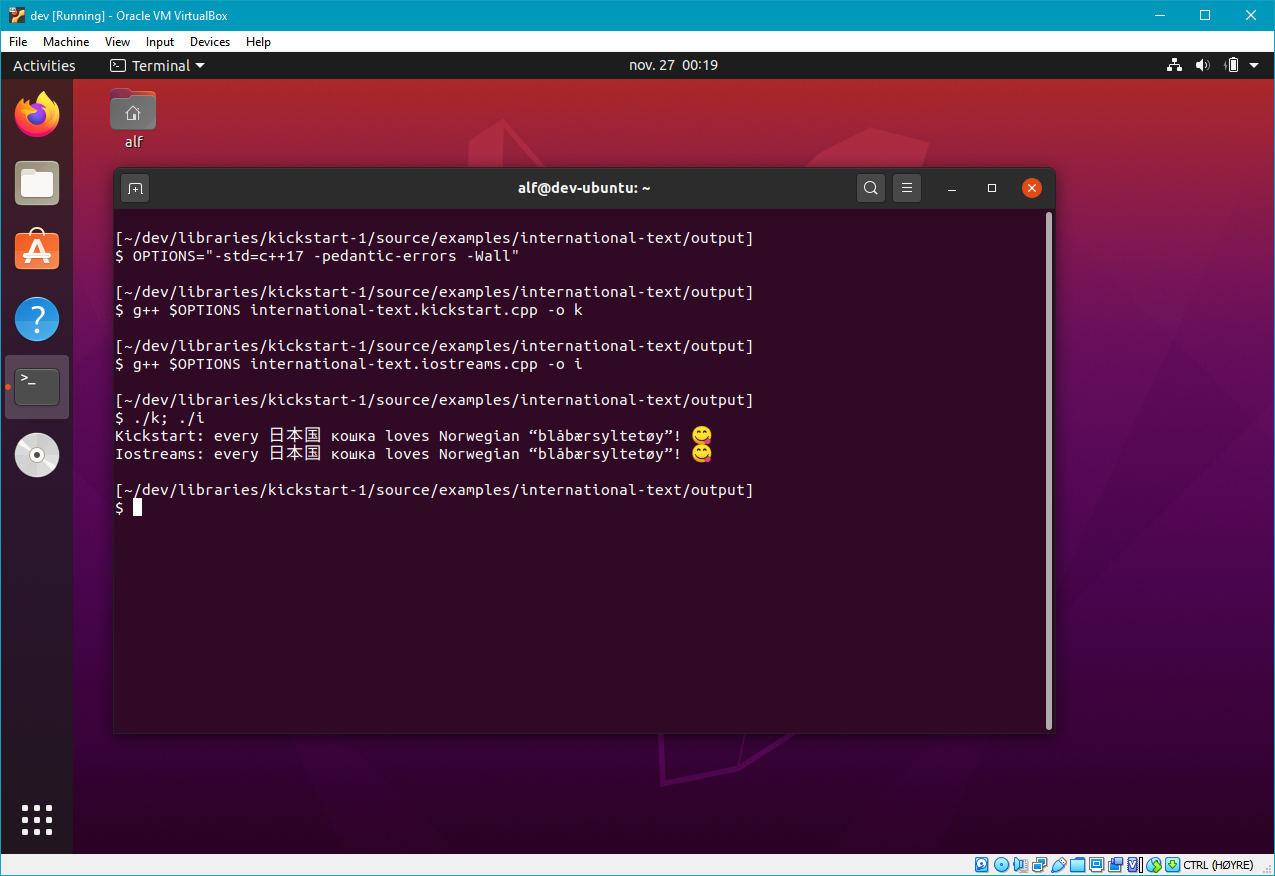 dev [Running] - Oracle VM VirtualBox
File Machine View Input Devices Help
Activities Terminal nov. 27 00:19
alf
alf@dev-ubuntu: ~
[~/dev/libraries/kickstart-1/source/examples/international-text/output]
$ OPTIONS="-std=c++17 -pedantic-errors -Wall"
[~/dev/libraries/kickstart-1/source/examples/international-text/output]
$ g++ $OPTIONS international-text.kickstart.cpp -o k
[~/dev/libraries/kickstart-1/source/examples/international-text/output]
$ g++ $OPTIONS international-text.iostreams.cpp -o i
[~/dev/libraries/kickstart-1/source/examples/international-text/output]
$ ./k; ./i
Kickstart: every 日本国 кошка loves Norwegian “blåbærsyltetøy”! 😋
Iostreams: every 日本国 кошка loves Norwegian “blåbærsyltetøy”! 😋
[~/dev/libraries/kickstart-1/source/examples/international-text/output]
$
CTRL (HØYRE)